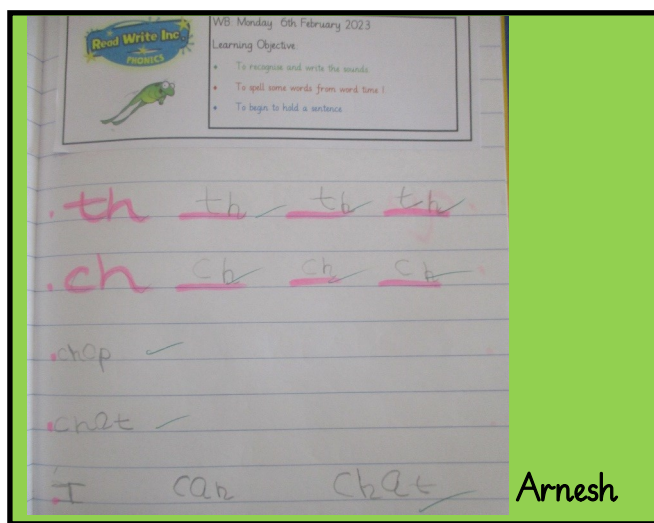 Read Write Inc.
PHONICS
WB. Monday 6th February 2023
Learning Objective:
To recognise and write the sounds
To spell some words from word time 1
To begin to hold a sentence
th th th th
ch ch ch ch
chop
chat
I can chat
Arnesh